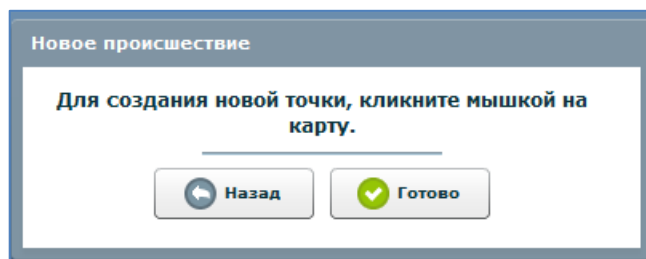 Новое происшествие
Для создания новой точки, кликните мышкой на
карту.
Назад
Готово